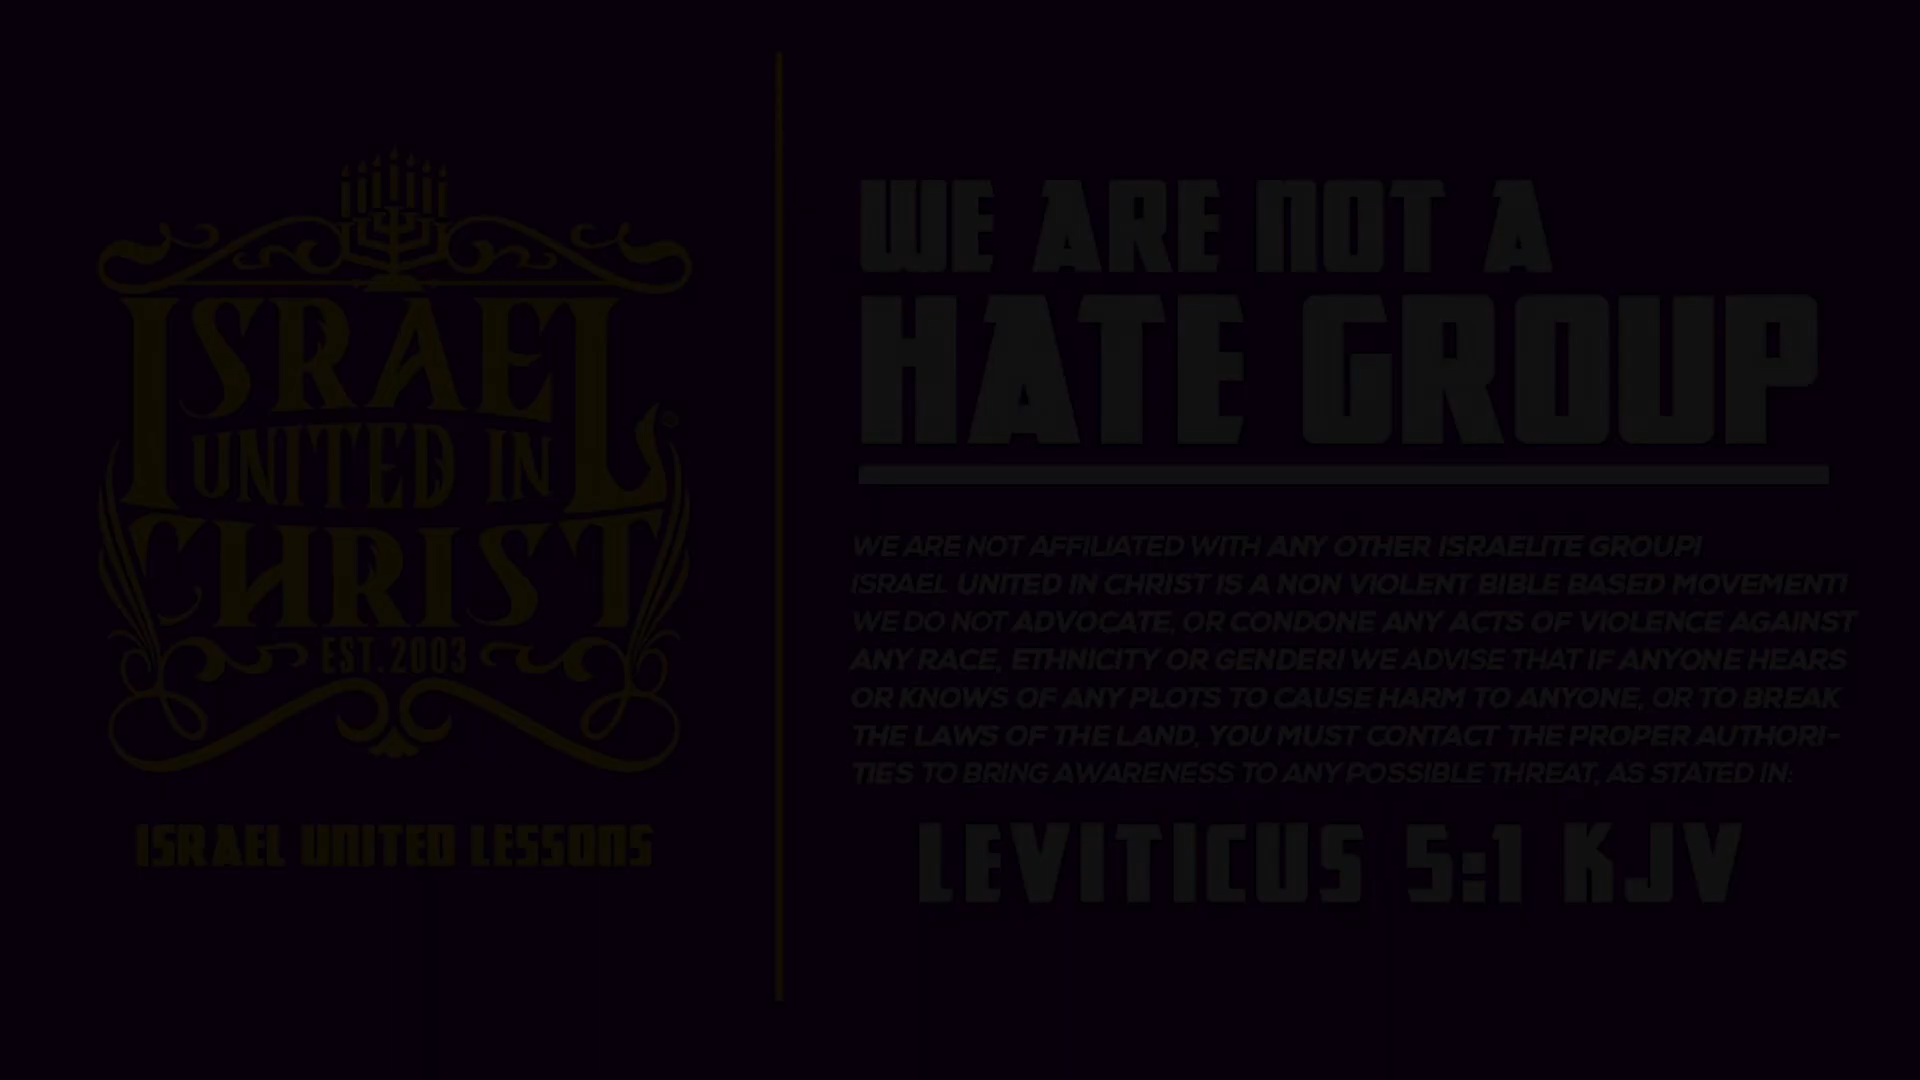 ISRAEL
UNITED IN
CHRIST
EST. 2003
ISRAEL UNITED LESSONS
WE ARE NOT A
HATE GROUP
WE ARE NOT AFFILIATED WITH ANY OTHER ISRAELITE GROUP!
ISRAEL UNITED IN CHRIST IS A NON VIOLENT BIBLE BASED MOVEMENT!
WE DO NOT ADVOCATE, OR CONDONE ANY ACTS OF VIOLENCE AGAINST
ANY RACE, ETHNICITY OR GENDER! WE ADVISE THAT IF ANYONE HEARS
OR KNOWS OF ANY PLOTS TO CAUSE HARM TO ANYONE, OR TO BREAK
THE LAWS OF THE LAND, YOU MUST CONTACT THE PROPER AUTHORI-
TIES TO BRING AWARENESS TO ANY POSSIBLE THREAT, AS STATED IN:
LEVITICUS 5:1 KJV